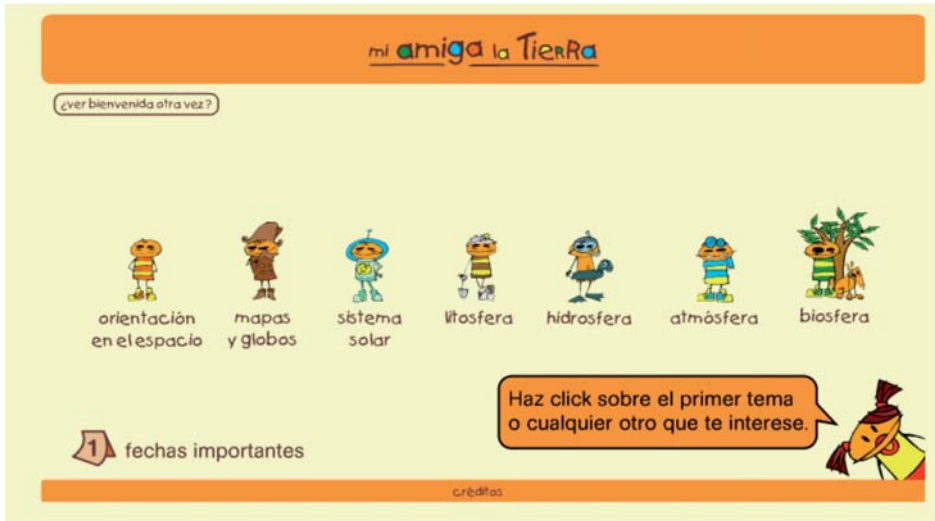 mi amiga la TieRRa
¿ver bienvenida otra vez?
orientación
en el espacio
mapas
y globos
sistema
solar
litosfera
hidrosfera
atmósfera
biosfera
Haz click sobre el primer tema
o cualquier otro que te interese.
1 fechas importantes
créditos